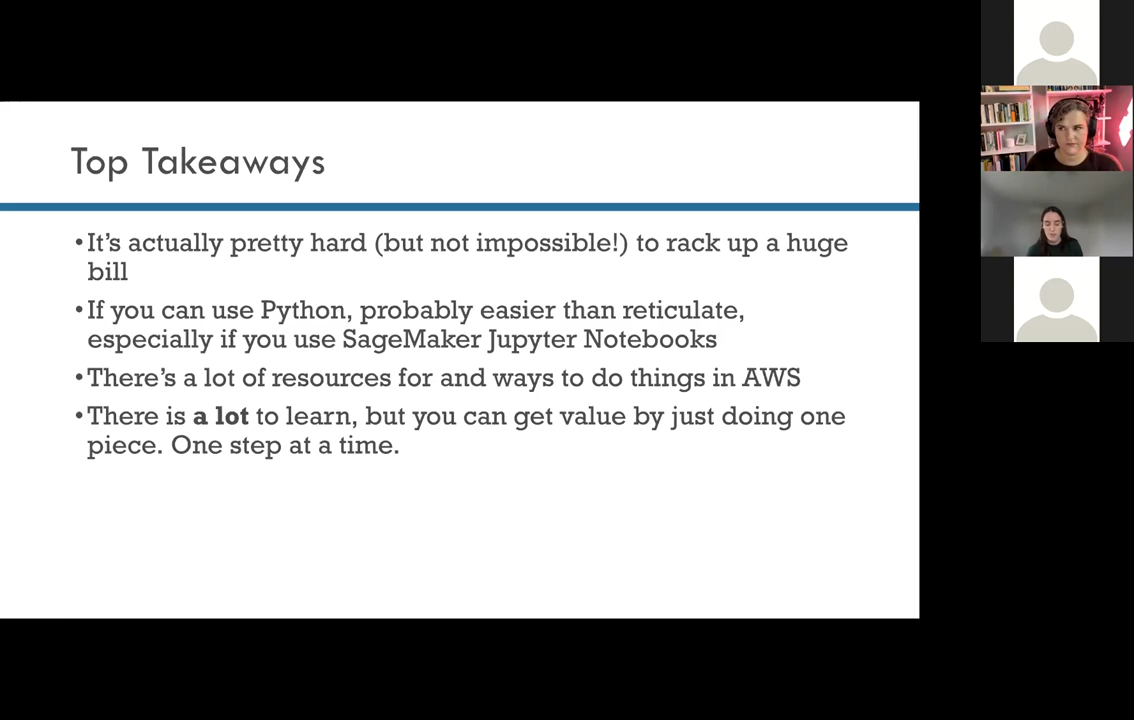 Top Takeaways
•It’s actually pretty hard (but not impossible!) to rack up a huge
bill
•If you can use Python, probably easier than reticulate,
especially if you use SageMaker Jupyter Notebooks
•There’s a lot of resources for and ways to do things in AWS
•There is a lot to learn, but you can get value by just doing one
piece. One step at a time.